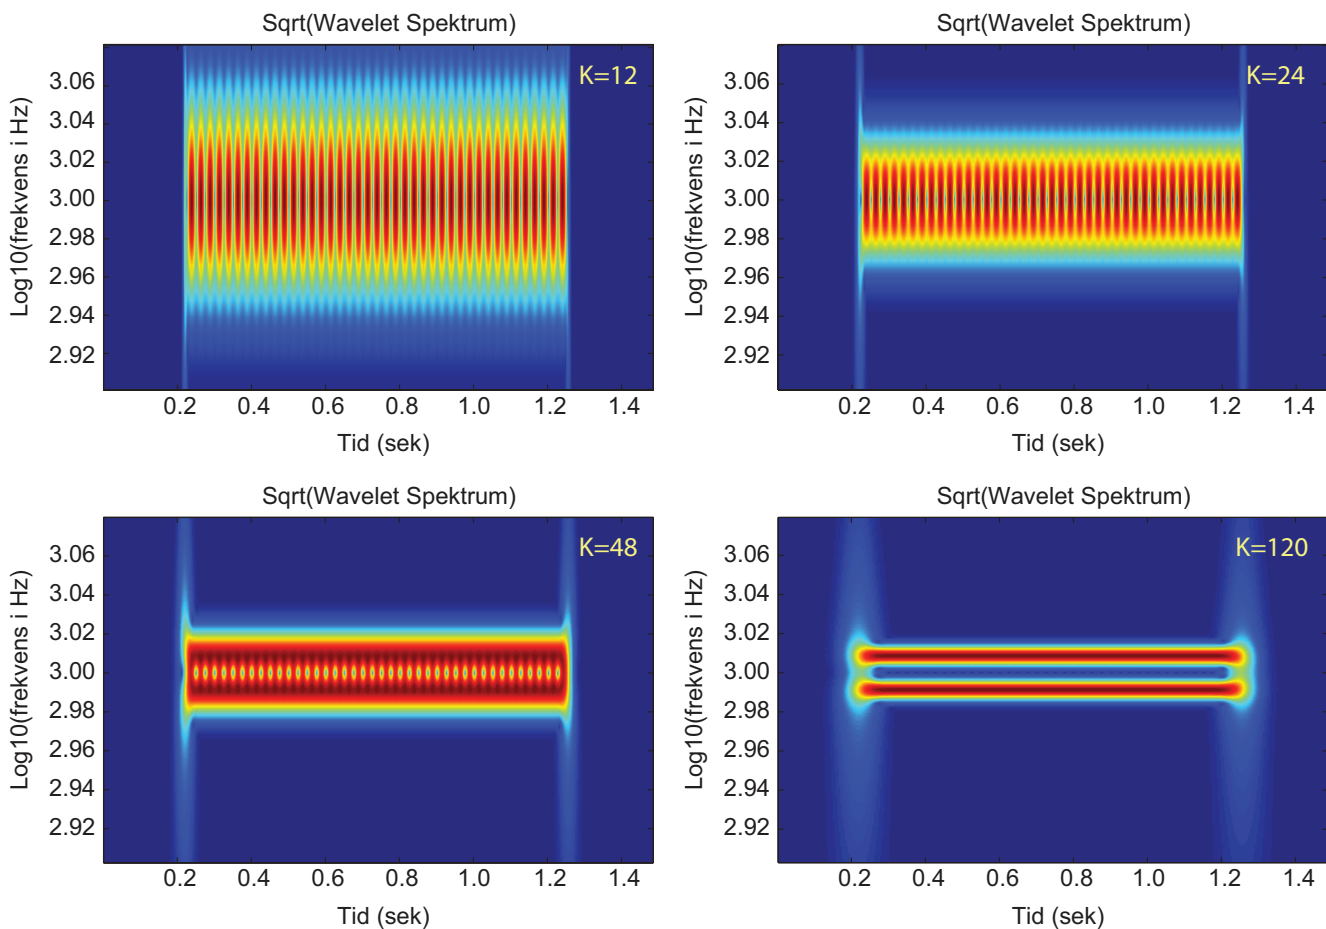 Sqrt(Wavelet Spektrum)
K=12
Log10(frekvens i Hz)
3.06
3.04
3.02
3.00
2.98
2.96
2.94
2.92
0.2 0.4 0.6 0.8 1.0 1.2 1.4
Tid (sek)
Sqrt(Wavelet Spektrum)
K=24
Log10(frekvens i Hz)
3.06
3.04
3.02
3.00
2.98
2.96
2.94
2.92
0.2 0.4 0.6 0.8 1.0 1.2 1.4
Tid (sek)
Sqrt(Wavelet Spektrum)
K=48
Log10(frekvens i Hz)
3.06
3.04
3.02
3.00
2.98
2.96
2.94
2.92
0.2 0.4 0.6 0.8 1.0 1.2 1.4
Tid (sek)
Sqrt(Wavelet Spektrum)
K=120
Log10(frekvens i Hz)
3.06
3.04
3.02
3.00
2.98
2.96
2.94
2.92
0.2 0.4 0.6 0.8 1.0 1.2 1.4
Tid (sek)